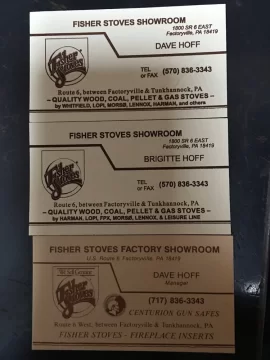 FISHER STOVES SHOWROOM
1800 SR 6 EAST
Factoryville, PA 18419
DAVE HOFF
TEL
or FAX (570) 836-3343
Route 6, between Factoryville & Tunkhannock, PA
– QUALITY WOOD, COAL, PELLET & GAS STOVES –
by WHITFIELD, LOPI, MORSØ, LENNOX, HARMAN, and others
FISHER STOVES SHOWROOM
1800 SR 6 EAST
Factoryville, PA 18419
BRIGITTE HOFF
TEL
or FAX (570) 836-3343
Route 6, between Factoryville & Tunkhannock, PA
– QUALITY WOOD, COAL, PELLET & GAS STOVES –
by HARMAN, LOPI, FPX, MORSØ, LENNOX, & LEISURE LINE
FISHER STOVES FACTORY SHOWROOM
U.S. Route 6, Factoryville, PA 18419
DAVE HOFF
Manager
(717) 836-3343
CENTURION GUN SAFES
Route 6 West, between Factoryville & Tunkhannock, PA
FISHER STOVES - FIREPLACE INSERTS